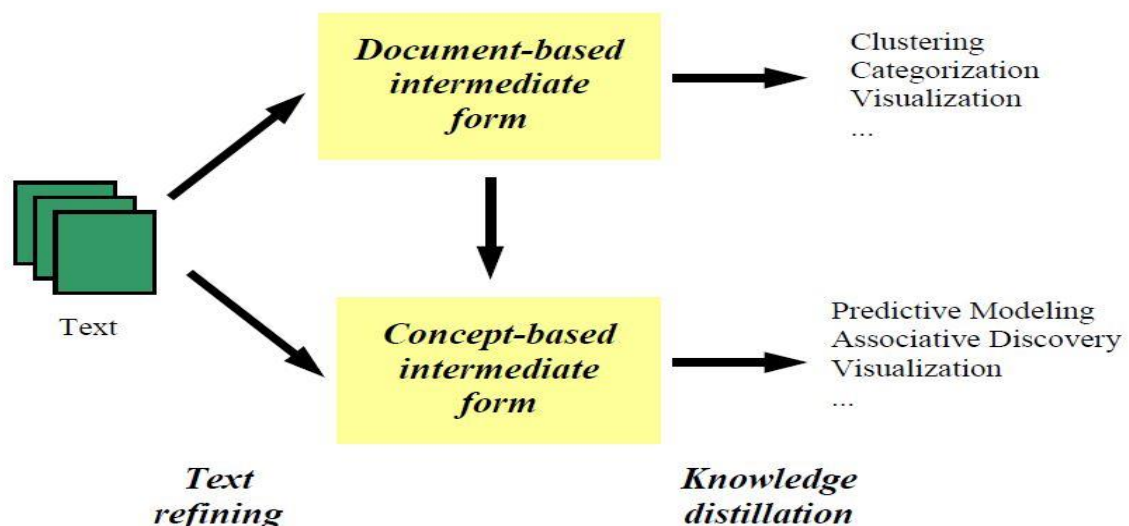 Document-based
intermediate
form
Clustering
Categorization
Visualization
...
Text
Concept-based
intermediate
form
Predictive Modeling
Associative Discovery
Visualization
...
Text
refining
Knowledge
distillation